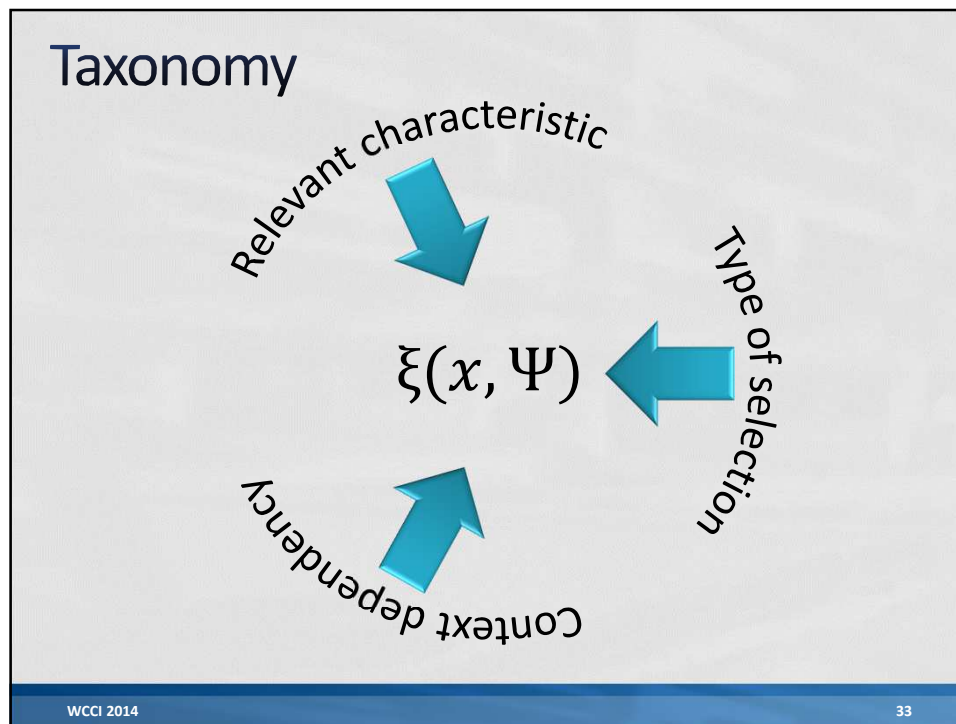 Taxonomy
Relevant characteristic
Type of selection
ξ(x, Ψ)
Context dependency
WCCI 2014
33